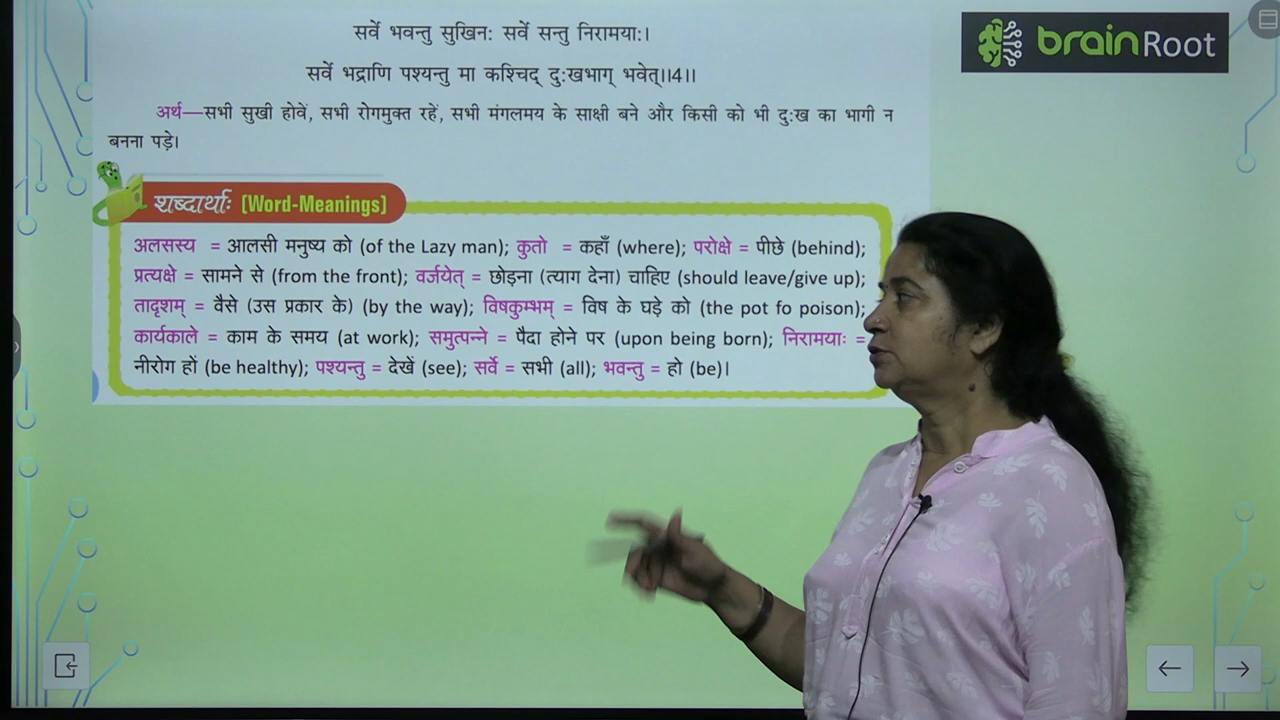 सर्वे भवन्तु सुखिन: सर्वे सन्तु निरामया:।
सर्वे भद्राणि पश्यन्तु मा कश्चिद् दु:खभाग् भवेत्।।4।।
अर्थ—सभी सुखी होवें, सभी रोगमुक्त रहें, सभी मंगलमय के साक्षी बने और किसी को भी दु:ख का भागी न
बनना पड़े।
brainRoot
शब्दार्थाः (Word-Meanings)
अलसस्य = आलसी मनुष्य को (of the Lazy man); कुतो = कहाँ (where); परोक्षे = पीछे (behind);
प्रत्यक्षे = सामने से (from the front); वर्जयेत् = छोड़ना (त्याग देना) चाहिए (should leave/give up);
तादृशम् = वैसे (उस प्रकार के) (by the way); विषकुम्भम् = विष के घड़े को (the pot fo poison);
कार्यकाले = काम के समय (at work); समुत्पन्ने = पैदा होने पर (upon being born); निरामयाः =
नीरोग हों (be healthy); पश्यन्तु = देखें (see); सर्वे = सभी (all); भवन्तु = हो (be)।